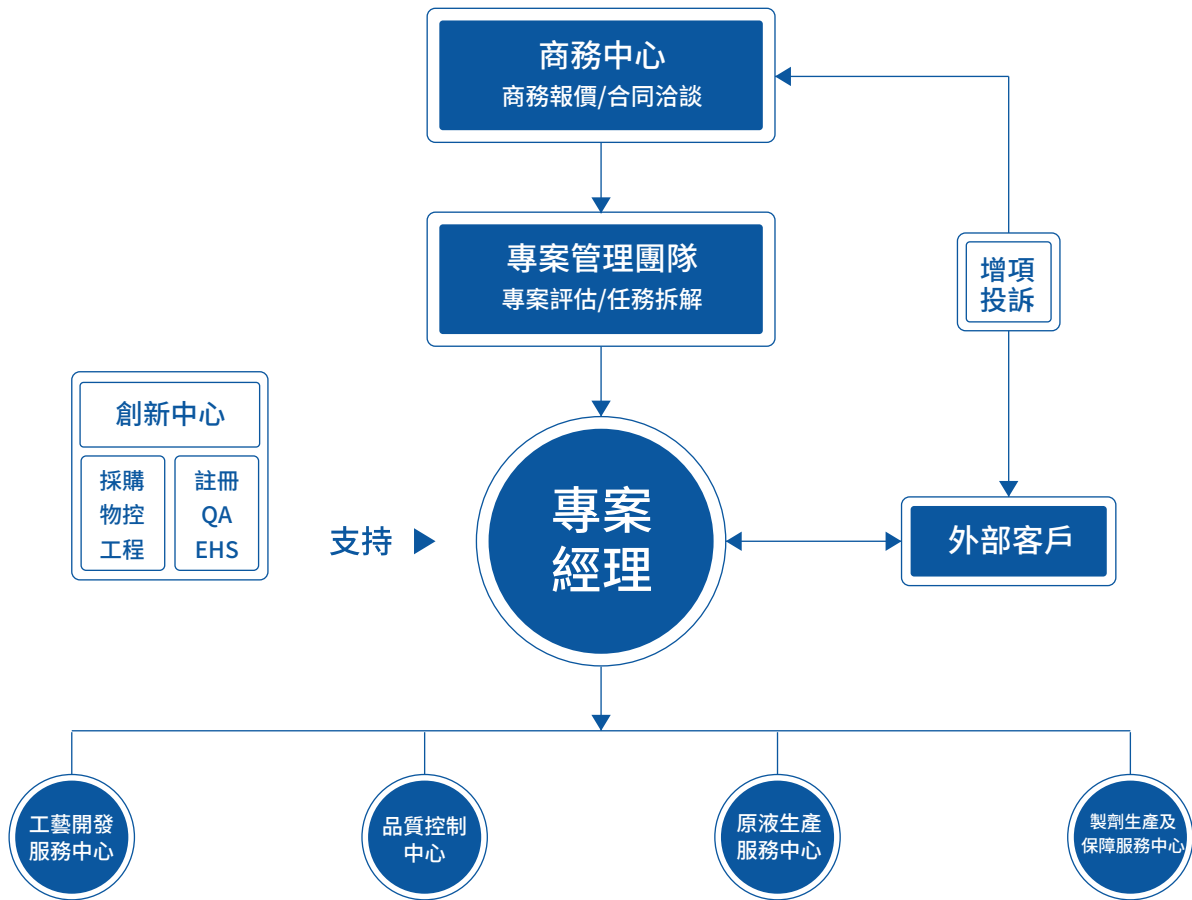 商務中心
商務報價/合同洽談
專案管理團隊
專案評估/任務拆解
增項
投訴
創新中心
採購
物控
工程
註冊
QA
EHS
支持
專案
經理
外部客戶
工藝開發
服務中心
品質控制
中心
原液生產
服務中心
製劑生產及
保障服務中心